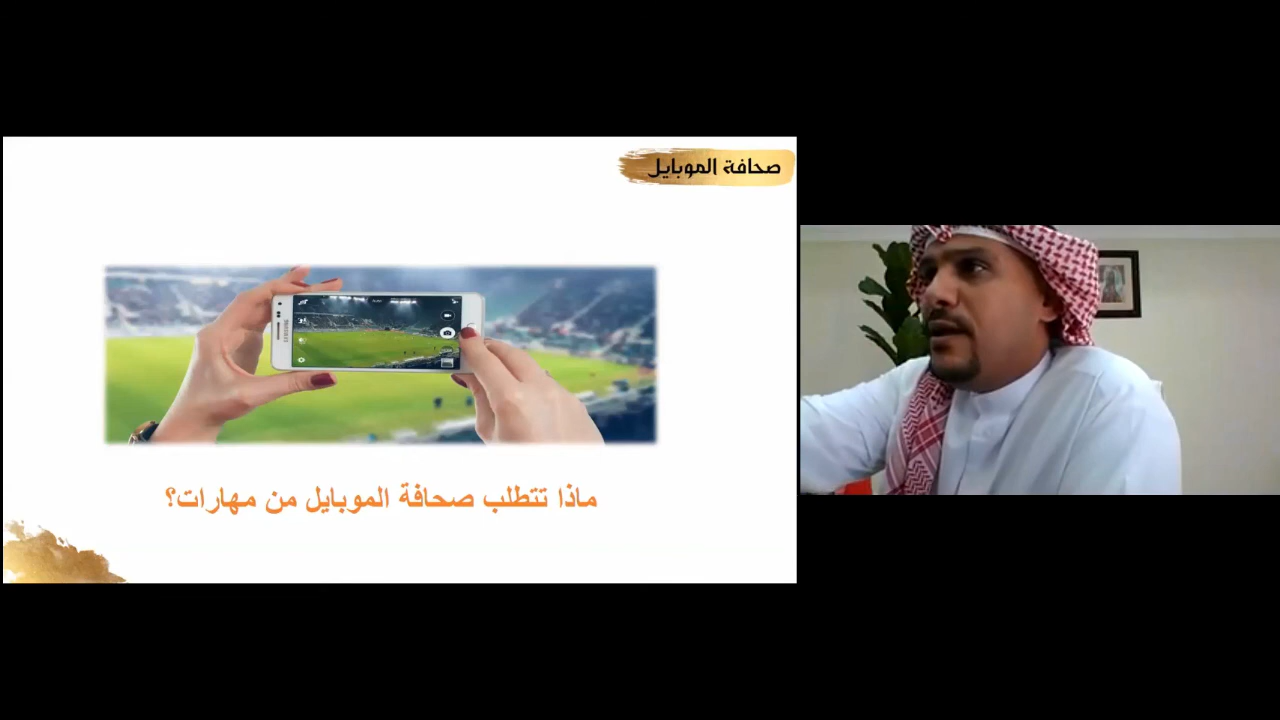 صحافة الموبايل
ماذا تتطلب صحافة الموبايل من مهارات؟